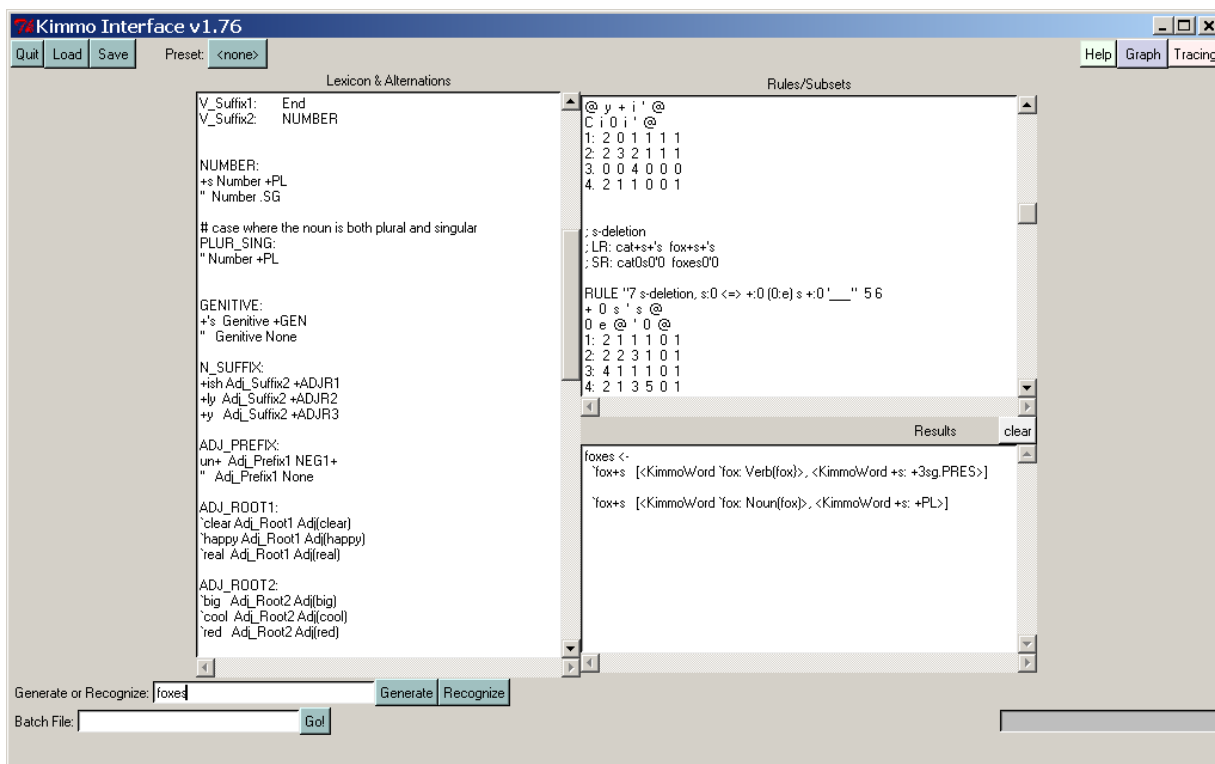 Kimmo Interface v1.76
Quit Load Save Preset: <none> Help Graph Tracing
Lexicon & Alternations
V_Suffix1: End
V_Suffix2: NUMBER
NUMBER:
+s Number +PL
'' Number .SG
# case where the noun is both plural and singular
PLUR_SING:
'' Number +PL
GENITIVE:
+'s Genitive +GEN
'' Genitive None
N_SUFFIX:
+ish Adj_Suffix2 +ADJR1
+ly Adj_Suffix2 +ADJR2
+y Adj_Suffix2 +ADJR3
ADJ_PREFIX:
un+ Adj_Prefix1 NEG1+
'' Adj_Prefix1 None
ADJ_ROOT1:
`clear Adj_Root1 Adj(clear)
`happy Adj_Root1 Adj(happy)
`real Adj_Root1 Adj(real)
ADJ_ROOT2:
`big Adj_Root2 Adj(big)
`cool Adj_Root2 Adj(cool)
`red Adj_Root2 Adj(red)
Rules/Subsets
@ y + i ' @
C i 0 i ' @
1: 2 0 1 1 1 1
2: 2 3 2 1 1 1
3. 0 0 4 0 0 0
4. 2 1 1 0 0 1
; s-deletion
; LR: cat+s+'s fox+s+'s
; SR: cat0s0'0 foxes0'0
RULE "7 s-deletion, s:0 <=> +:0 (0:e) s +:0 '___" 5 6
+ 0 s ' s @
0 e @ ' 0 @
1: 2 1 1 1 0 1
2: 2 2 3 1 0 1
3: 4 1 1 1 0 1
4: 2 1 3 5 0 1
Results clear
foxes <-
`fox+s [<KimmoWord `fox: Verb(fox)>, <KimmoWord +s: +3sg.PRES>]
`fox+s [<KimmoWord `fox: Noun(fox)>, <KimmoWord +s: +PL>]
Generate or Recognize: foxes Generate Recognize
Batch File: Go!